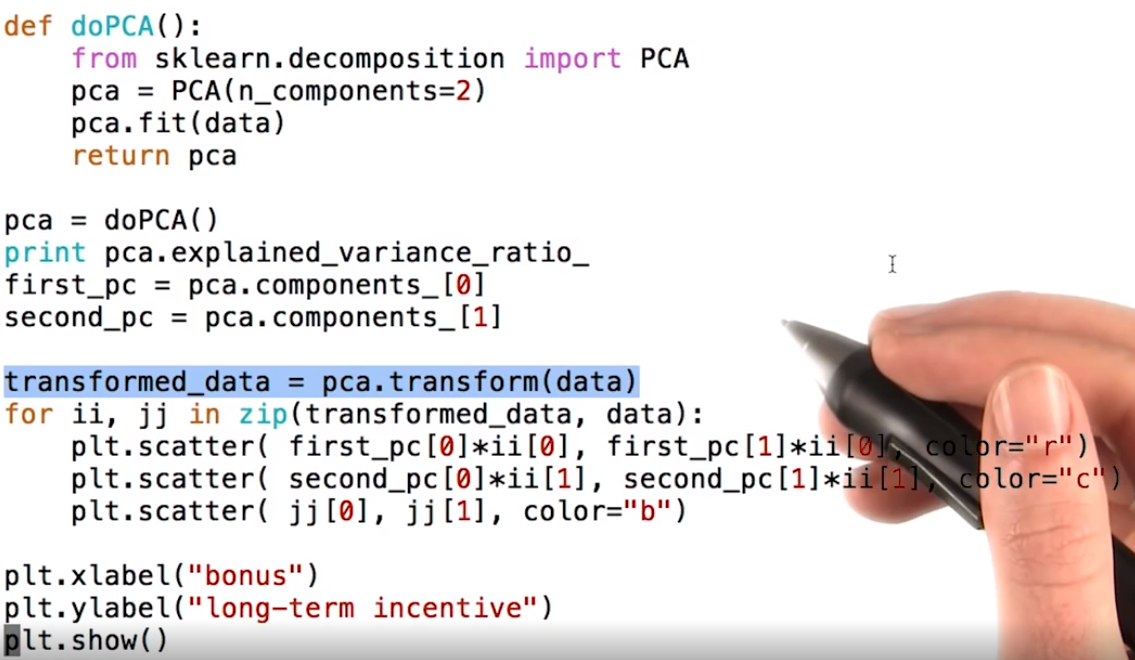 def doPCA():
    from sklearn.decomposition import PCA
    pca = PCA(n_components=2)
    pca.fit(data)
    return pca
pca = doPCA()
print pca.explained_variance_ratio_
first_pc = pca.components_[0]
second_pc = pca.components_[1]
transformed_data = pca.transform(data)
for ii, jj in zip(transformed_data, data):
    plt.scatter( first_pc[0]*ii[0], first_pc[1]*ii[0], color="r")
    plt.scatter( second_pc[0]*ii[1], second_pc[1]*ii[1], color="c")
    plt.scatter( jj[0], jj[1], color="b")
plt.xlabel("bonus")
plt.ylabel("long-term incentive")
plt.show()